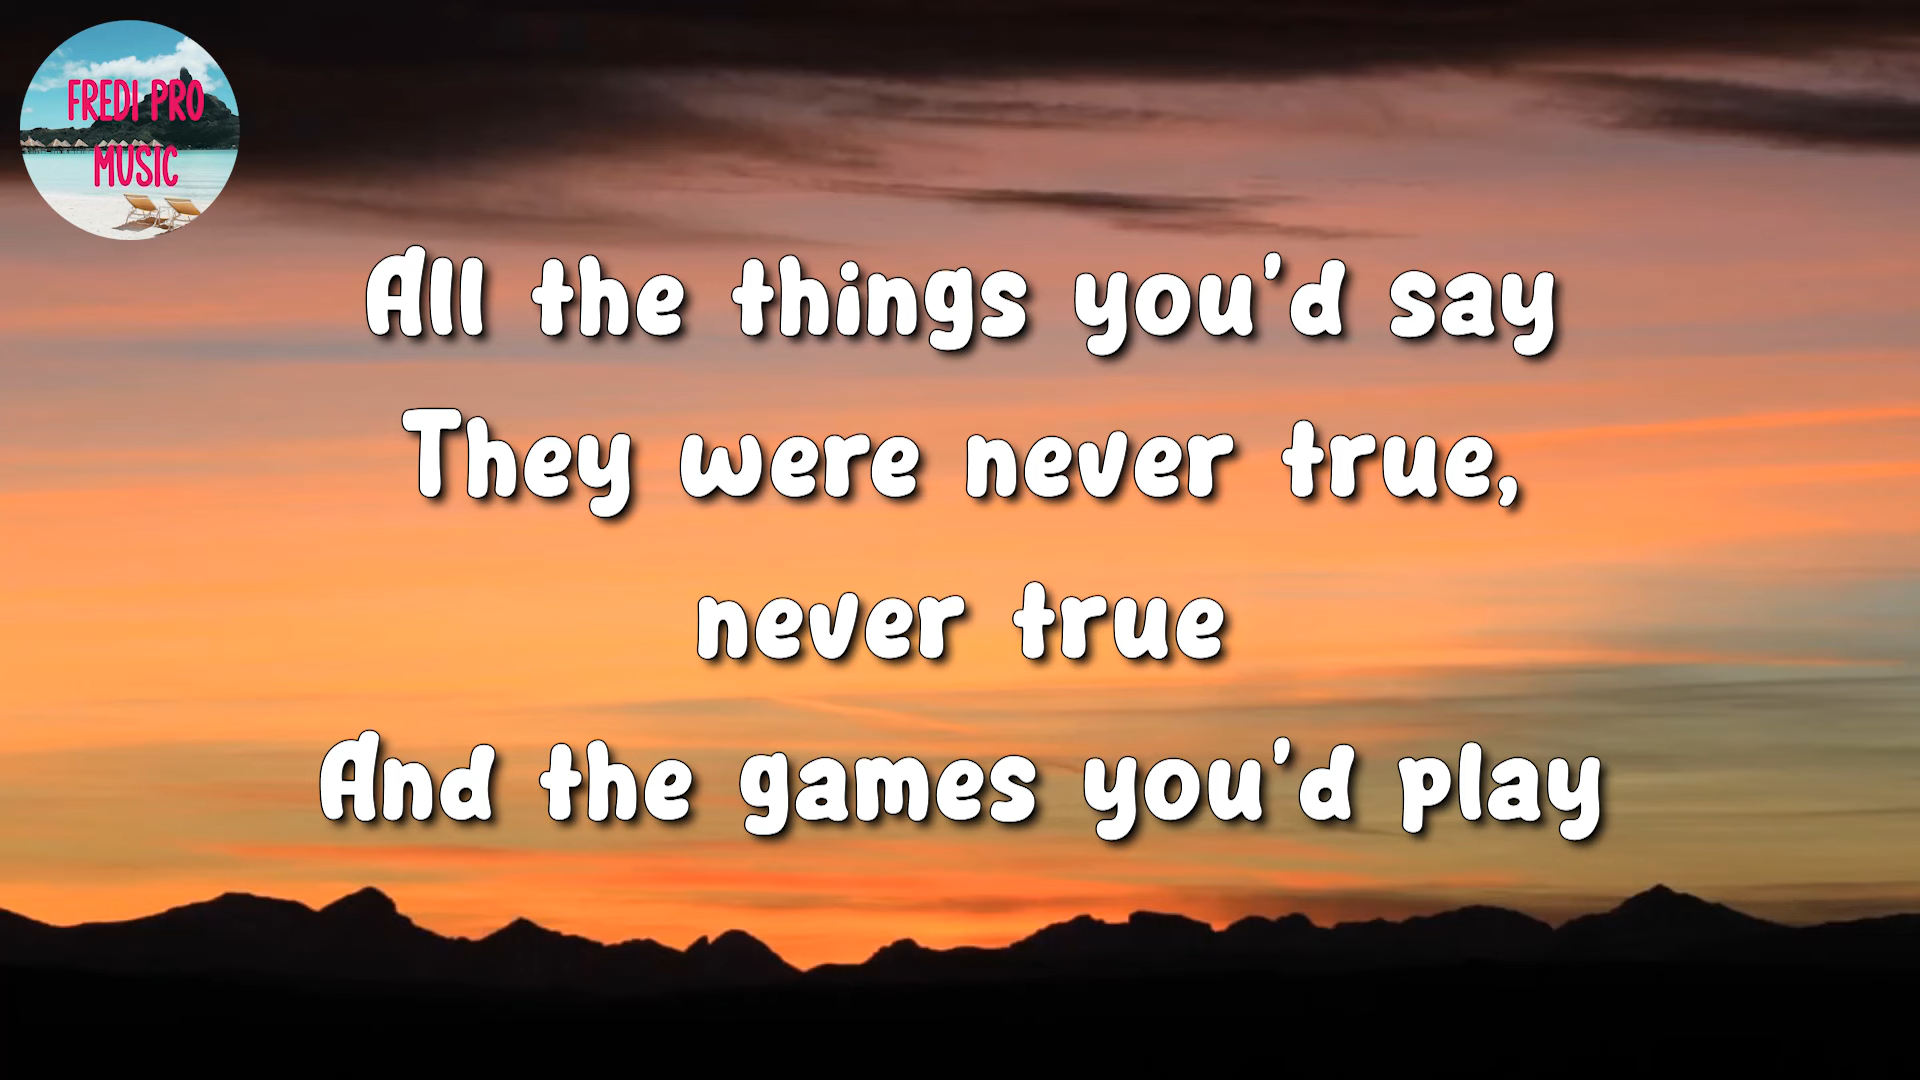 FREDI PRO
MUSIC
All the things you'd say
They were never true,
never true
And the games you'd play